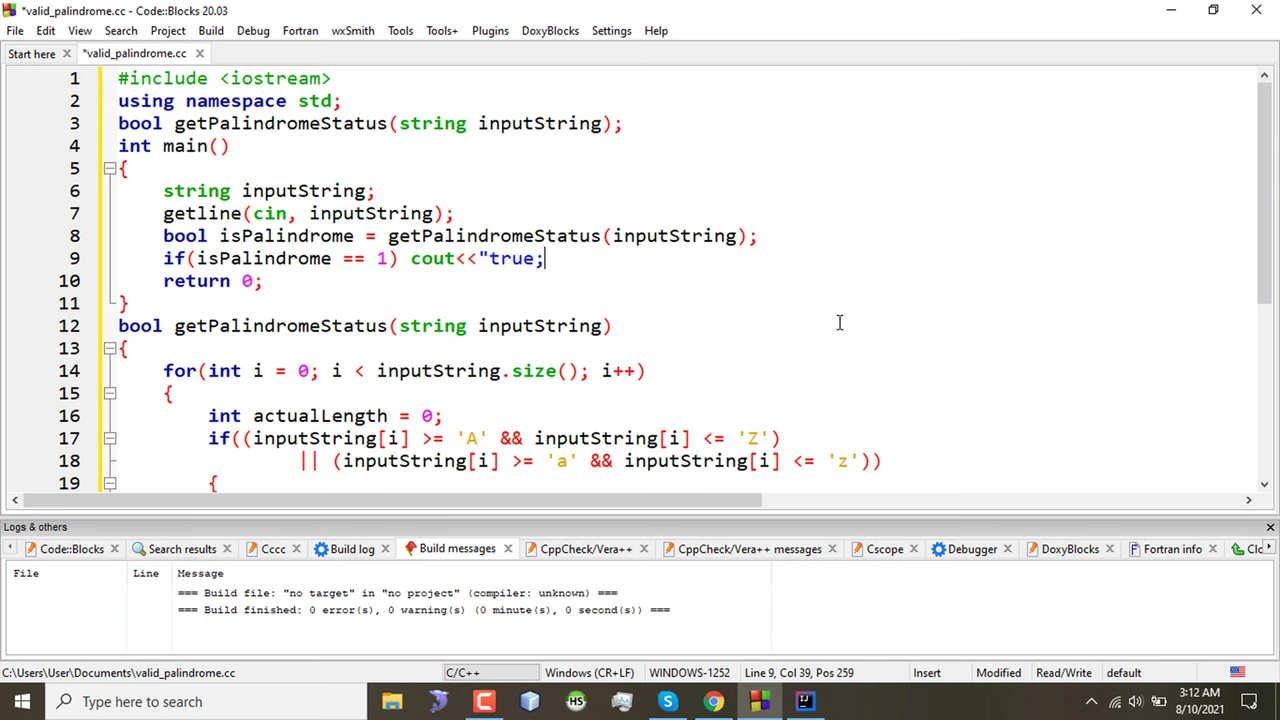 *valid_palindrome.cc - Code::Blocks 20.03
File Edit View Search Project Build Debug Fortran wxSmith Tools Tools+ Plugins DoxyBlocks Settings Help
Start here *valid_palindrome.cc
1 #include <iostream>
2 using namespace std;
3 bool getPalindromeStatus(string inputString);
4 int main()
5 {
6 string inputString;
7 getline(cin, inputString);
8 bool isPalindrome = getPalindromeStatus(inputString);
9 if(isPalindrome == 1) cout<<"true;
10 return 0;
11 }
12 bool getPalindromeStatus(string inputString)
13 {
14 for(int i = 0; i < inputString.size(); i++)
15 {
16 int actualLength = 0;
17 if((inputString[i] >= 'A' && inputString[i] <= 'Z')
18 || (inputString[i] >= 'a' && inputString[i] <= 'z'))
19 {
Logs & others
Code::Blocks Search results Cccc Build log Build messages CppCheck/Vera++ CppCheck/Vera++ messages Cscope Debugger DoxyBlocks Fortran info Clo
File Line Message
=== Build file: "no target" in "no project" (compiler: unknown) ===
=== Build finished: 0 error(s), 0 warning(s) (0 minute(s), 0 second(s)) ===
C:\Users\User\Documents\valid_palindrome.cc C/C++ Windows (CR+LF) WINDOWS-1252 Line 9, Col 39, Pos 259 Insert Modified Read/Write default
Type here to search
HS
3:12 AM
8/10/2021